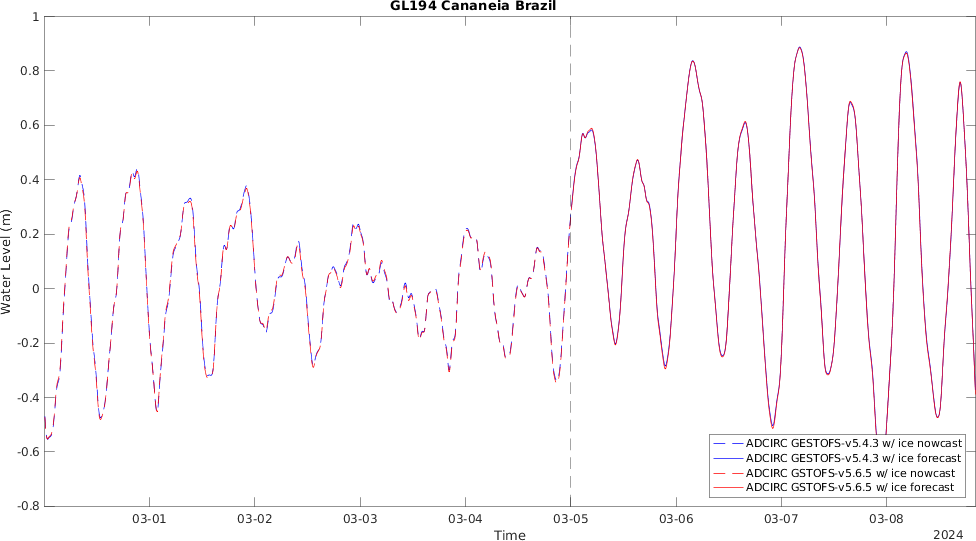 GL194 Cananeia Brazil
1
0.8
0.6
0.4
0.2
0
-0.2
-0.4
-0.6
-0.8
Water Level (m)
ADCIRC GESTOFS-v5.4.3 w/ ice nowcast
ADCIRC GESTOFS-v5.4.3 w/ ice forecast
ADCIRC GSTOFS-v5.6.5 w/ ice nowcast
ADCIRC GSTOFS-v5.6.5 w/ ice forecast
03-01 03-02 03-03 03-04 03-05 03-06 03-07 03-08
Time
2024